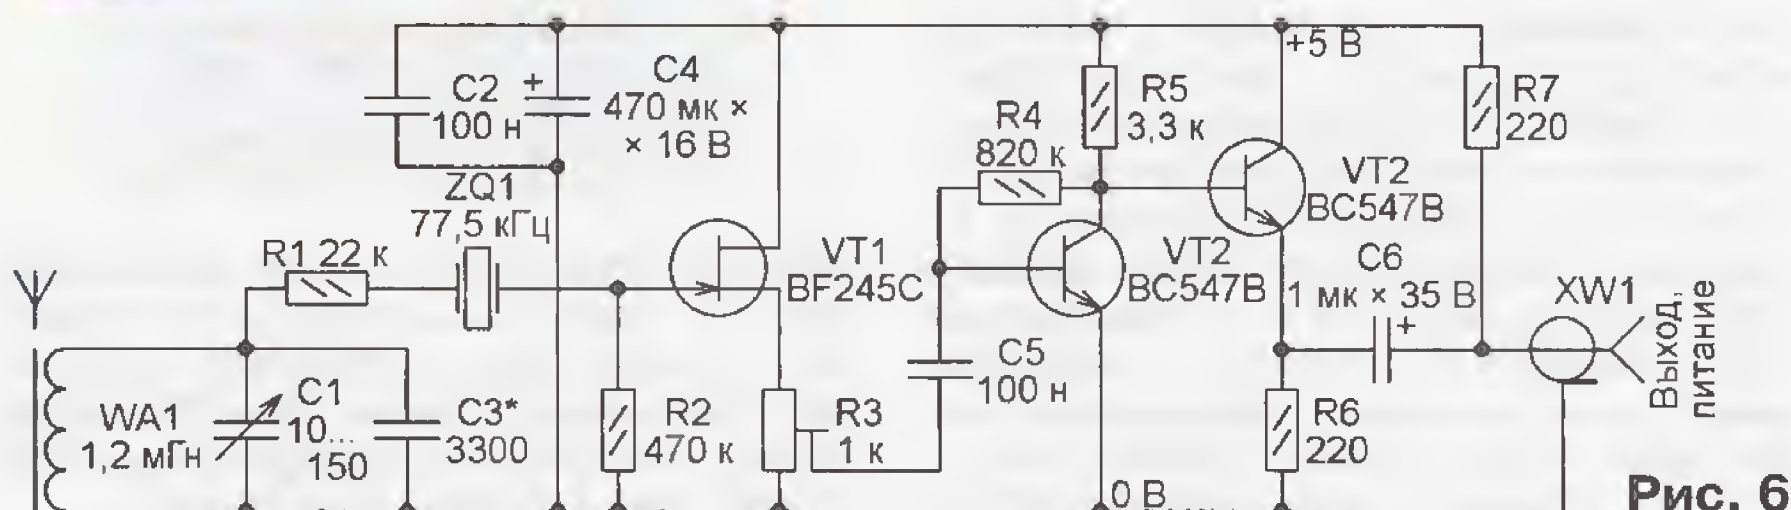 +5 В
C2
100 н
+
C4
470 мк ×
× 16 В
ZQ1
77,5 кГц
R1 22 к
VT1
BF245C
R4
820 к
R5
3,3 к
VT2
BC547B
VT2
BC547B
R7
220
C6
1 мк × 35 В
+
XW1
Выход,
питание
WA1
1,2 мГн
C1
10...
150
C3*
3300
R2
470 к
R3
1 к
C5
100 н
R6
220
0 В
Рис. 6